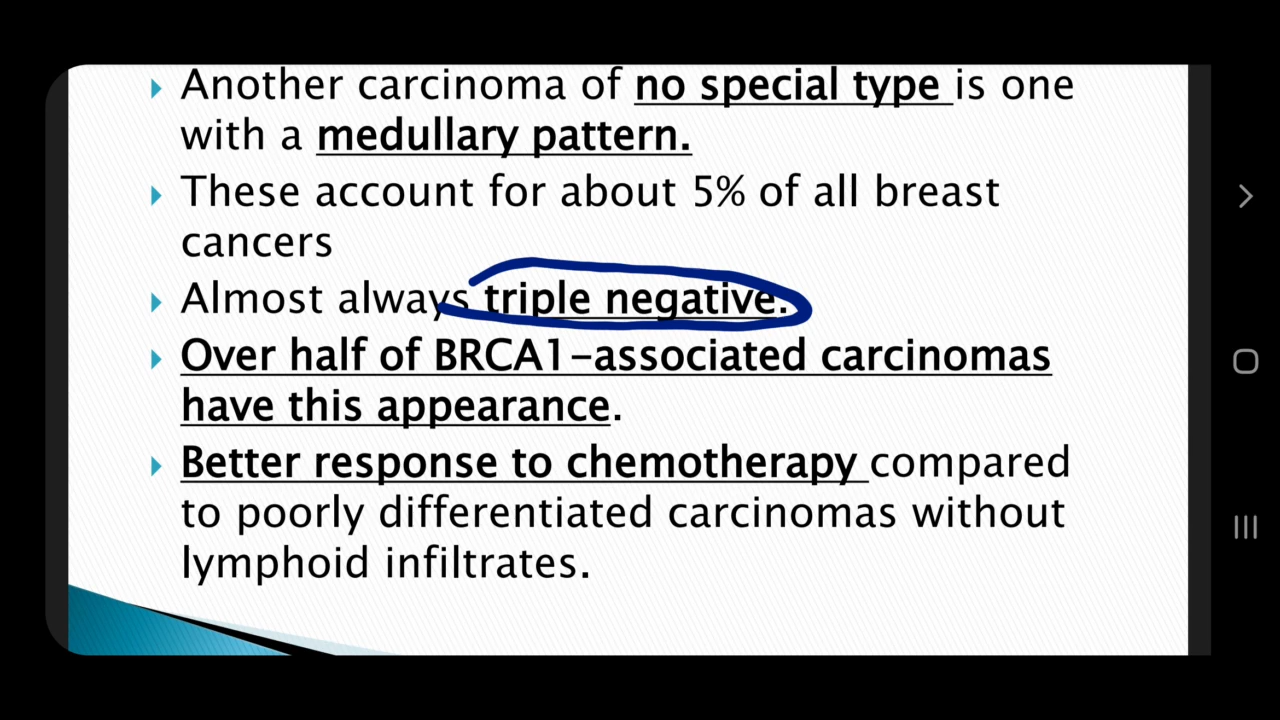 Another carcinoma of no special type is one
with a medullary pattern.
These account for about 5% of all breast
cancers
Almost always triple negative.
Over half of BRCA1-associated carcinomas
have this appearance.
Better response to chemotherapy compared
to poorly differentiated carcinomas without
lymphoid infiltrates.